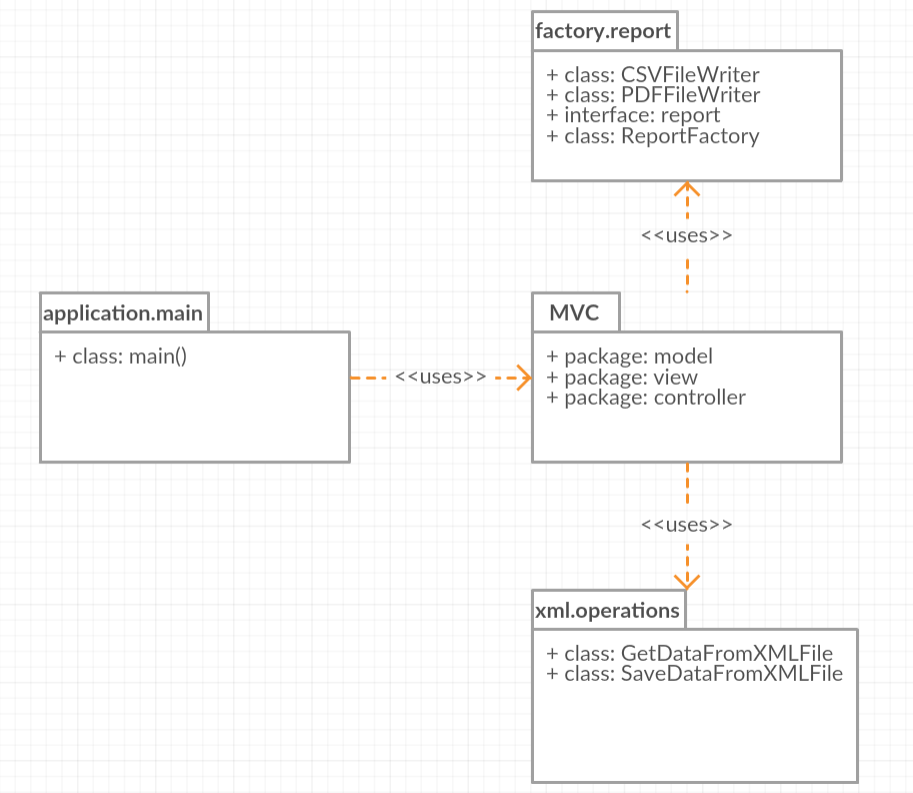 factory.report
+ class: CSVFileWriter
+ class: PDFFileWriter
+ interface: report
+ class: ReportFactory
<<uses>>
application.main
+ class: main()
<<uses>>
MVC
+ package: model
+ package: view
+ package: controller
<<uses>>
xml.operations
+ class: GetDataFromXMLFile
+ class: SaveDataFromXMLFile